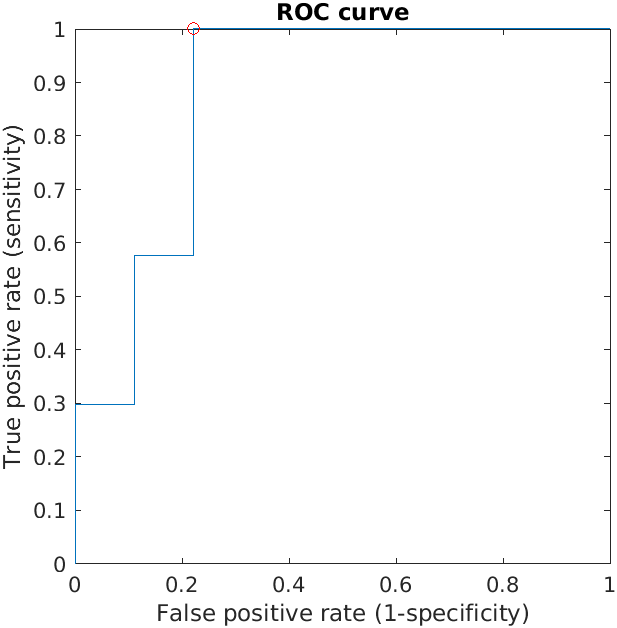 ROC curve
1
0.9
0.8
0.7
0.6
0.5
0.4
0.3
0.2
0.1
0
True positive rate (sensitivity)
0 0.2 0.4 0.6 0.8 1
False positive rate (1-specificity)